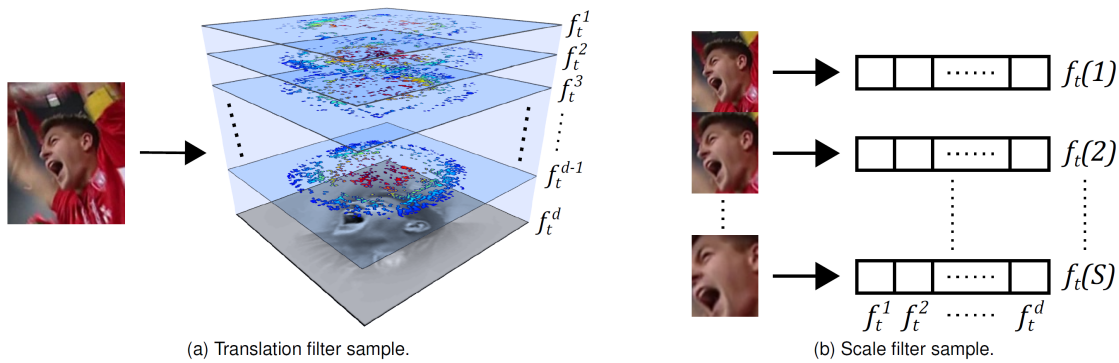 f_t^1
f_t^2
f_t^3
f_t^{d-1}
f_t^d
(a) Translation filter sample.
f_t(1)
f_t(2)
f_t(S)
f_t^1 f_t^2 ...... f_t^d
(b) Scale filter sample.